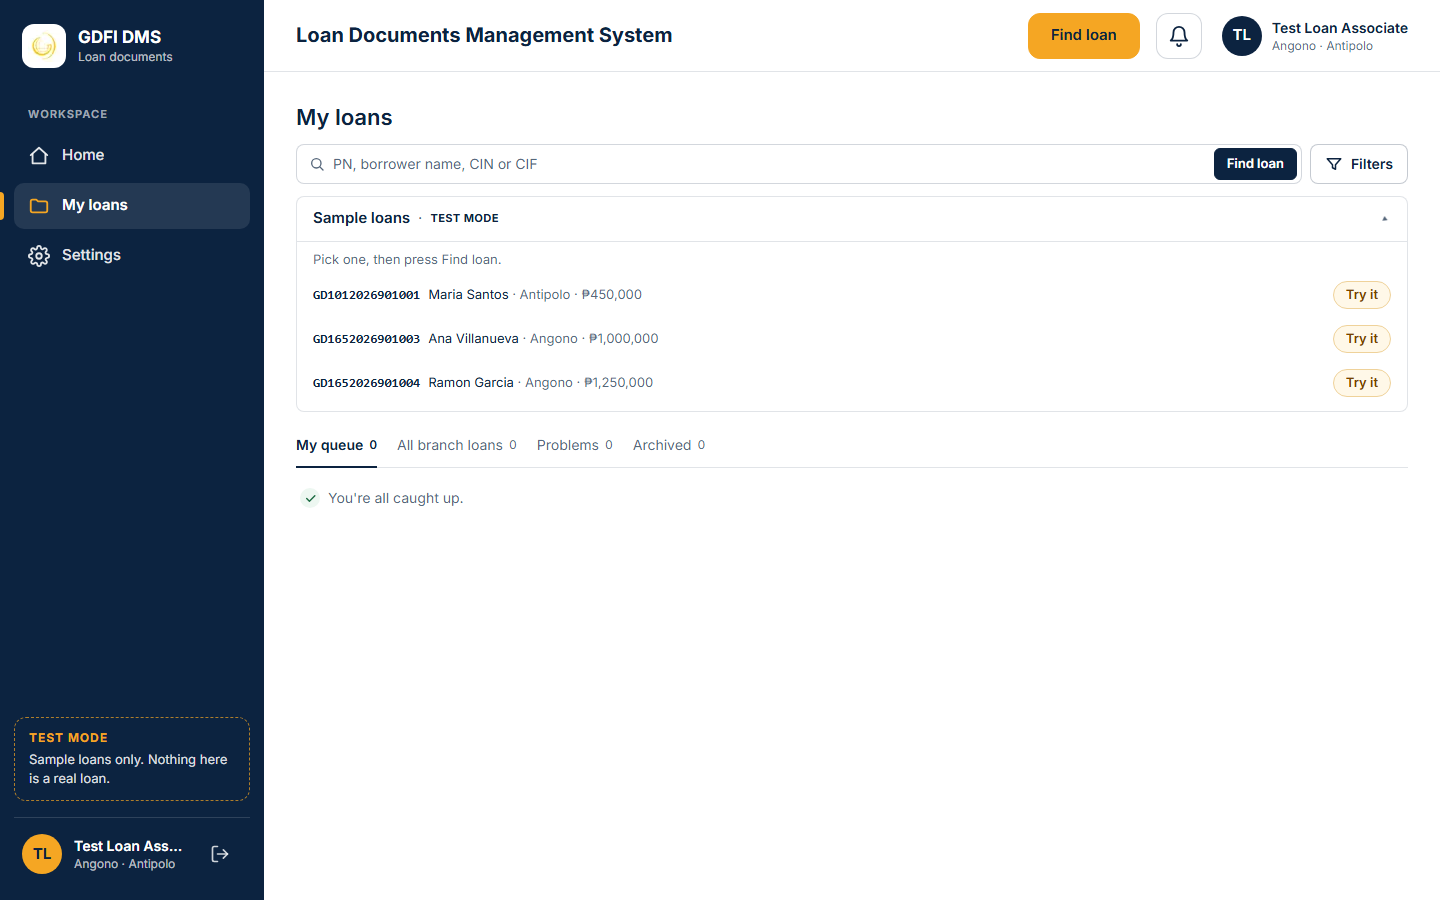 GDFI DMS
Loan documents
WORKSPACE
Home
My loans
Settings
TEST MODE
Sample loans only. Nothing here
is a real loan.
TL
Test Loan Ass...
Angono · Antipolo
Loan Documents Management System
Find loan
TL
Test Loan Associate
Angono · Antipolo
My loans
PN, borrower name, CIN or CIF
Find loan
Filters
Sample loans · TEST MODE
Pick one, then press Find loan.
GD1012026901001 Maria Santos · Antipolo · ₱450,000 Try it
GD1652026901003 Ana Villanueva · Angono · ₱1,000,000 Try it
GD1652026901004 Ramon Garcia · Angono · ₱1,250,000 Try it
My queue 0 All branch loans 0 Problems 0 Archived 0
You're all caught up.